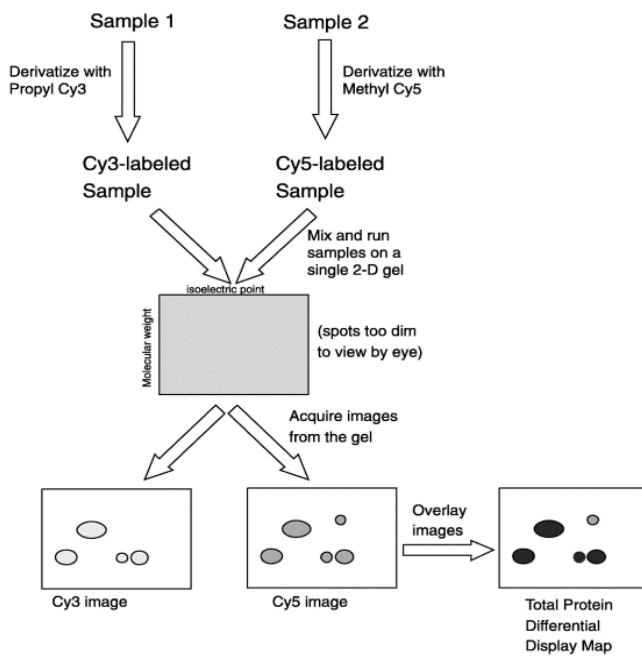 Sample 1
Sample 2
Derivatize with
Propyl Cy3
Derivatize with
Methyl Cy5
Cy3-labeled
Sample
Cy5-labeled
Sample
Mix and run
samples on a
single 2-D gel
isoelectric point
Molecular weight
(spots too dim
to view by eye)
Acquire images
from the gel
Overlay
images
Cy3 image
Cy5 image
Total Protein
Differential
Display Map